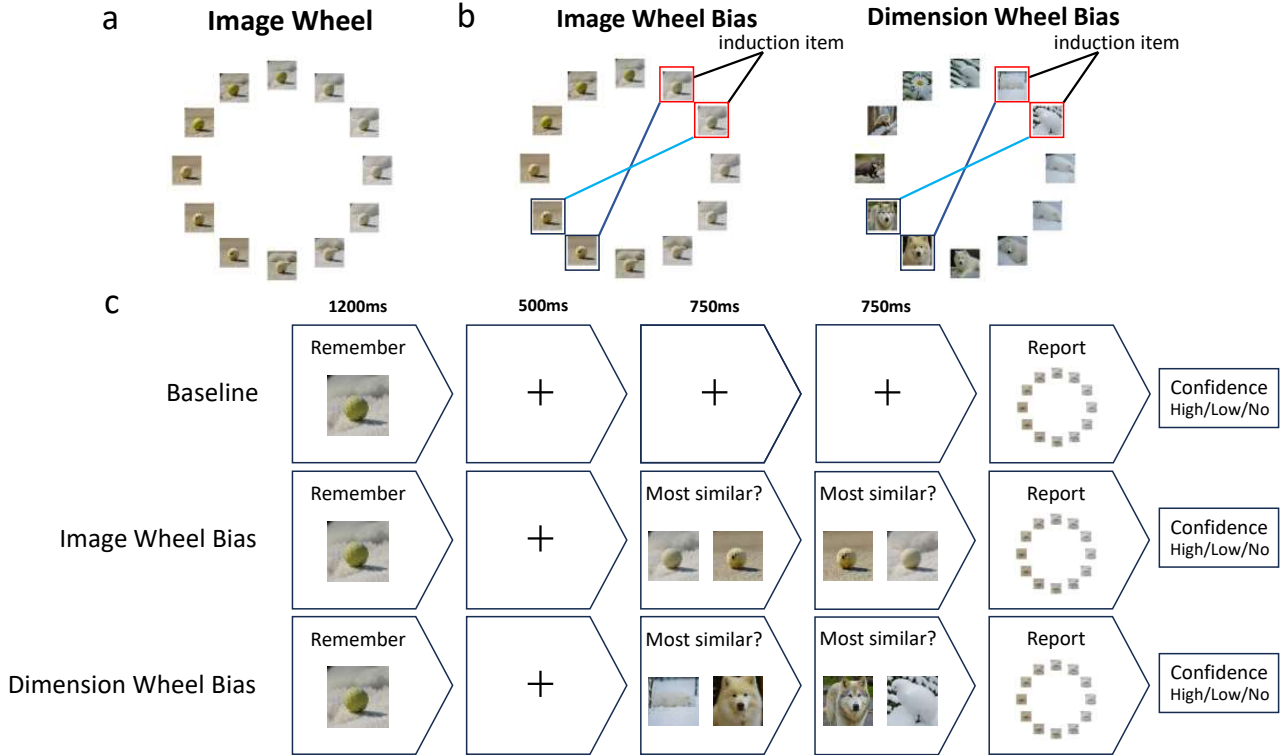 a
Image Wheel
b
Image Wheel Bias
Dimension Wheel Bias
induction item
induction item
c
1200ms
500ms
750ms
750ms
Baseline
Remember
Report
Confidence
High/Low/No
Image Wheel Bias
Remember
Most similar?
Most similar?
Report
Confidence
High/Low/No
Dimension Wheel Bias
Remember
Most similar?
Most similar?
Report
Confidence
High/Low/No